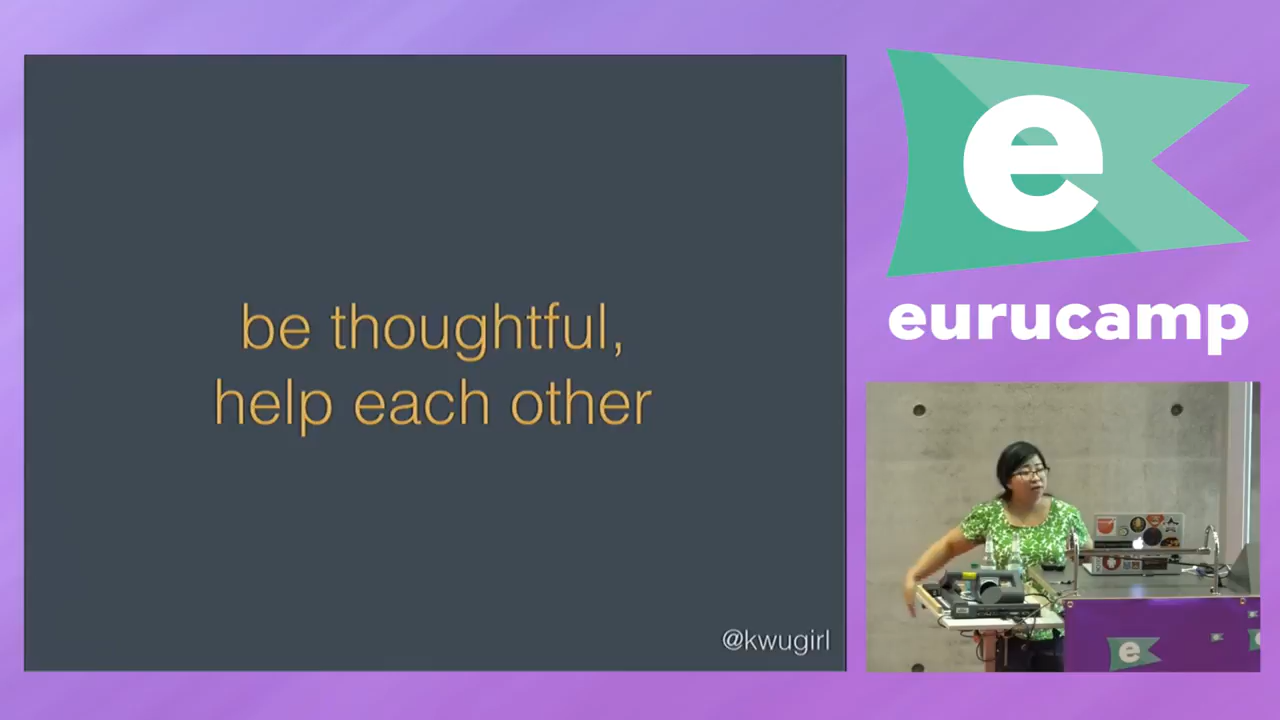 be thoughtful,
help each other
@kwugirl
e
eurucamp
e